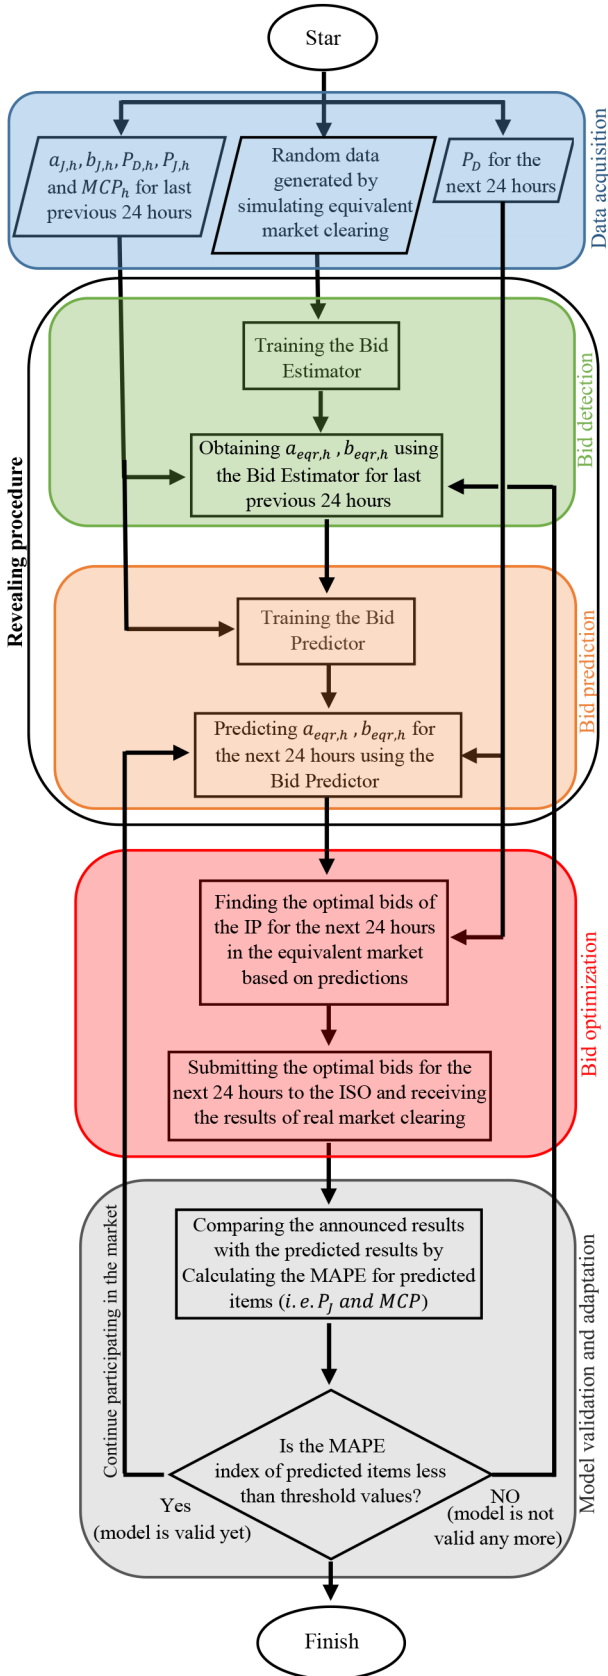 Star
a_{J,h}, b_{J,h}, P_{D,h}, P_{J,h}
and MCP_h for last
previous 24 hours
Random data
generated by
simulating equivalent
market clearing
P_D for the
next 24 hours
Data acquisition
Revealing procedure
Training the Bid
Estimator
Obtaining a_{eqr,h}, b_{eqr,h} using
the Bid Estimator for last
previous 24 hours
Bid detection
Training the Bid
Predictor
Predicting a_{eqr,h}, b_{eqr,h} for
the next 24 hours using the
Bid Predictor
Bid prediction
Finding the optimal bids of
the IP for the next 24 hours
in the equivalent market
based on predictions
Submitting the optimal bids for the
next 24 hours to the ISO and receiving
the results of real market clearing
Bid optimization
Continue participating in the market
Comparing the announced results
with the predicted results by
Calculating the MAPE for predicted
items (i.e. P_J and MCP)
Is the MAPE
index of predicted items less
than threshold values?
Yes
(model is valid yet)
NO
(model is not
valid any more)
Model validation and adaptation
Finish